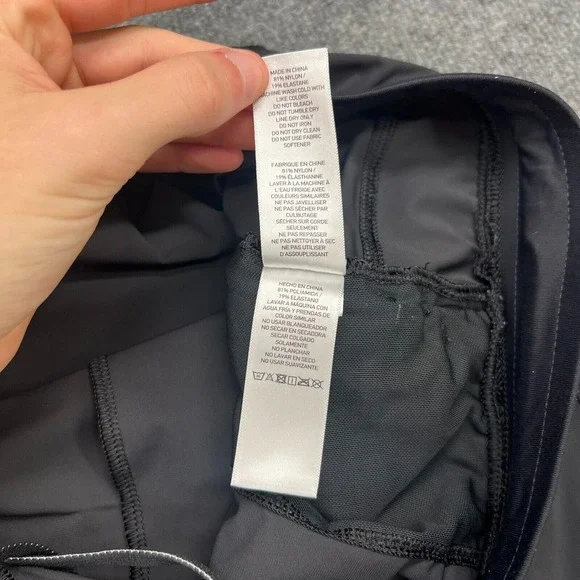 MADE IN CHINA
81% NYLON /
19% ELASTANE
CHINE WASH COLD WITH
LIKE COLORS
DO NOT BLEACH
DO NOT TUMBLE DRY
LINE DRY ONLY
DO NOT IRON
DO NOT DRY CLEAN
DO NOT USE FABRIC
SOFTENER
FABRIQUE EN CHINE
81% NYLON /
19% ÉLASTHANNE
LAVER À LA MACHINE À
L'EAU FROIDE AVEC
COULEURS SIMILAIRES
NE PAS JAVELLISER
NE PAS SÉCHER PAR
CULBUTAGE
SÉCHER SUR CORDE
SEULEMENT
NE PAS REPASSER
NE PAS NETTOYER À SEC
NE PAS UTILISER
D'ASSOUPLISSANT
HECHO EN CHINA
81% POLIAMIDA /
19% ELASTANO
LAVAR A MÁQUINA CON
AGUA FRÍA Y PRENDAS DE
COLOR SIMILAR
NO USAR BLANQUEADOR
NO SECAR EN SECADORA
SECAR COLGADO
SOLAMENTE
NO PLANCHAR
NO LAVAR EN SECO
NO USAR SUAVIZANTE